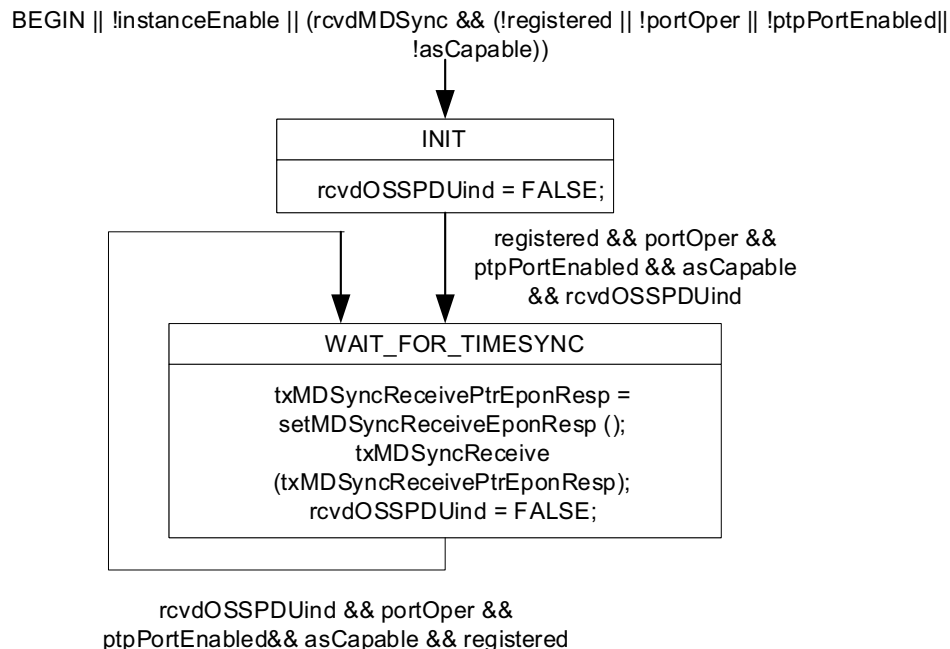 BEGIN || !instanceEnable || (rcvdMDSync && (!registered || !portOper || !ptpPortEnabled||
!asCapable))
INIT
rcvdOSSPDUind = FALSE;
registered && portOper &&
ptpPortEnabled && asCapable
&& rcvdOSSPDUind
WAIT_FOR_TIMESYNC
txMDSyncReceivePtrEponResp =
setMDSyncReceiveEponResp ();
txMDSyncReceive
(txMDSyncReceivePtrEponResp);
rcvdOSSPDUind = FALSE;
rcvdOSSPDUind && portOper &&
ptpPortEnabled&& asCapable && registered